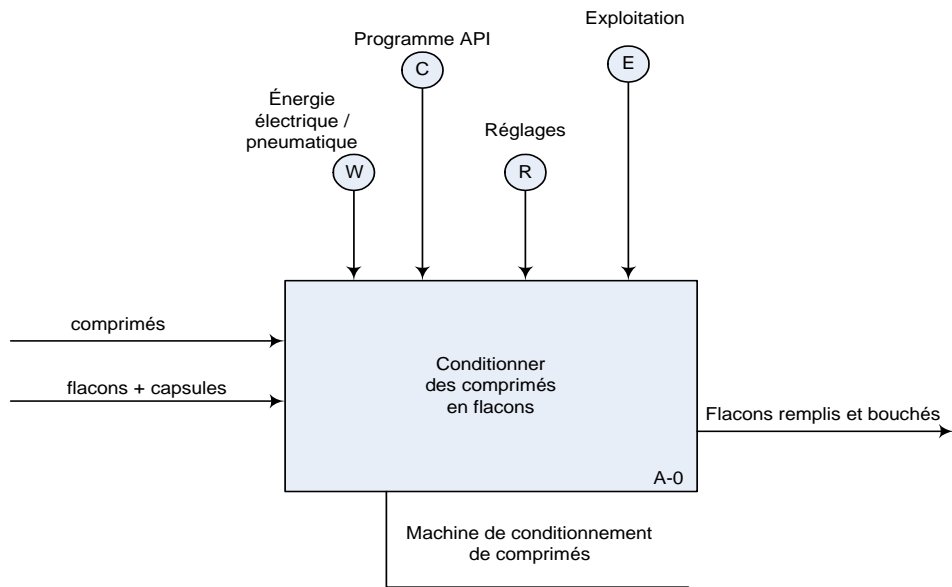 Exploitation
Programme API
E
C
Énergie
électrique /
pneumatique
Réglages
W
R
comprimés
flacons + capsules
Conditionner
des comprimés
en flacons
Flacons remplis et bouchés
A-0
Machine de conditionnement
de comprimés